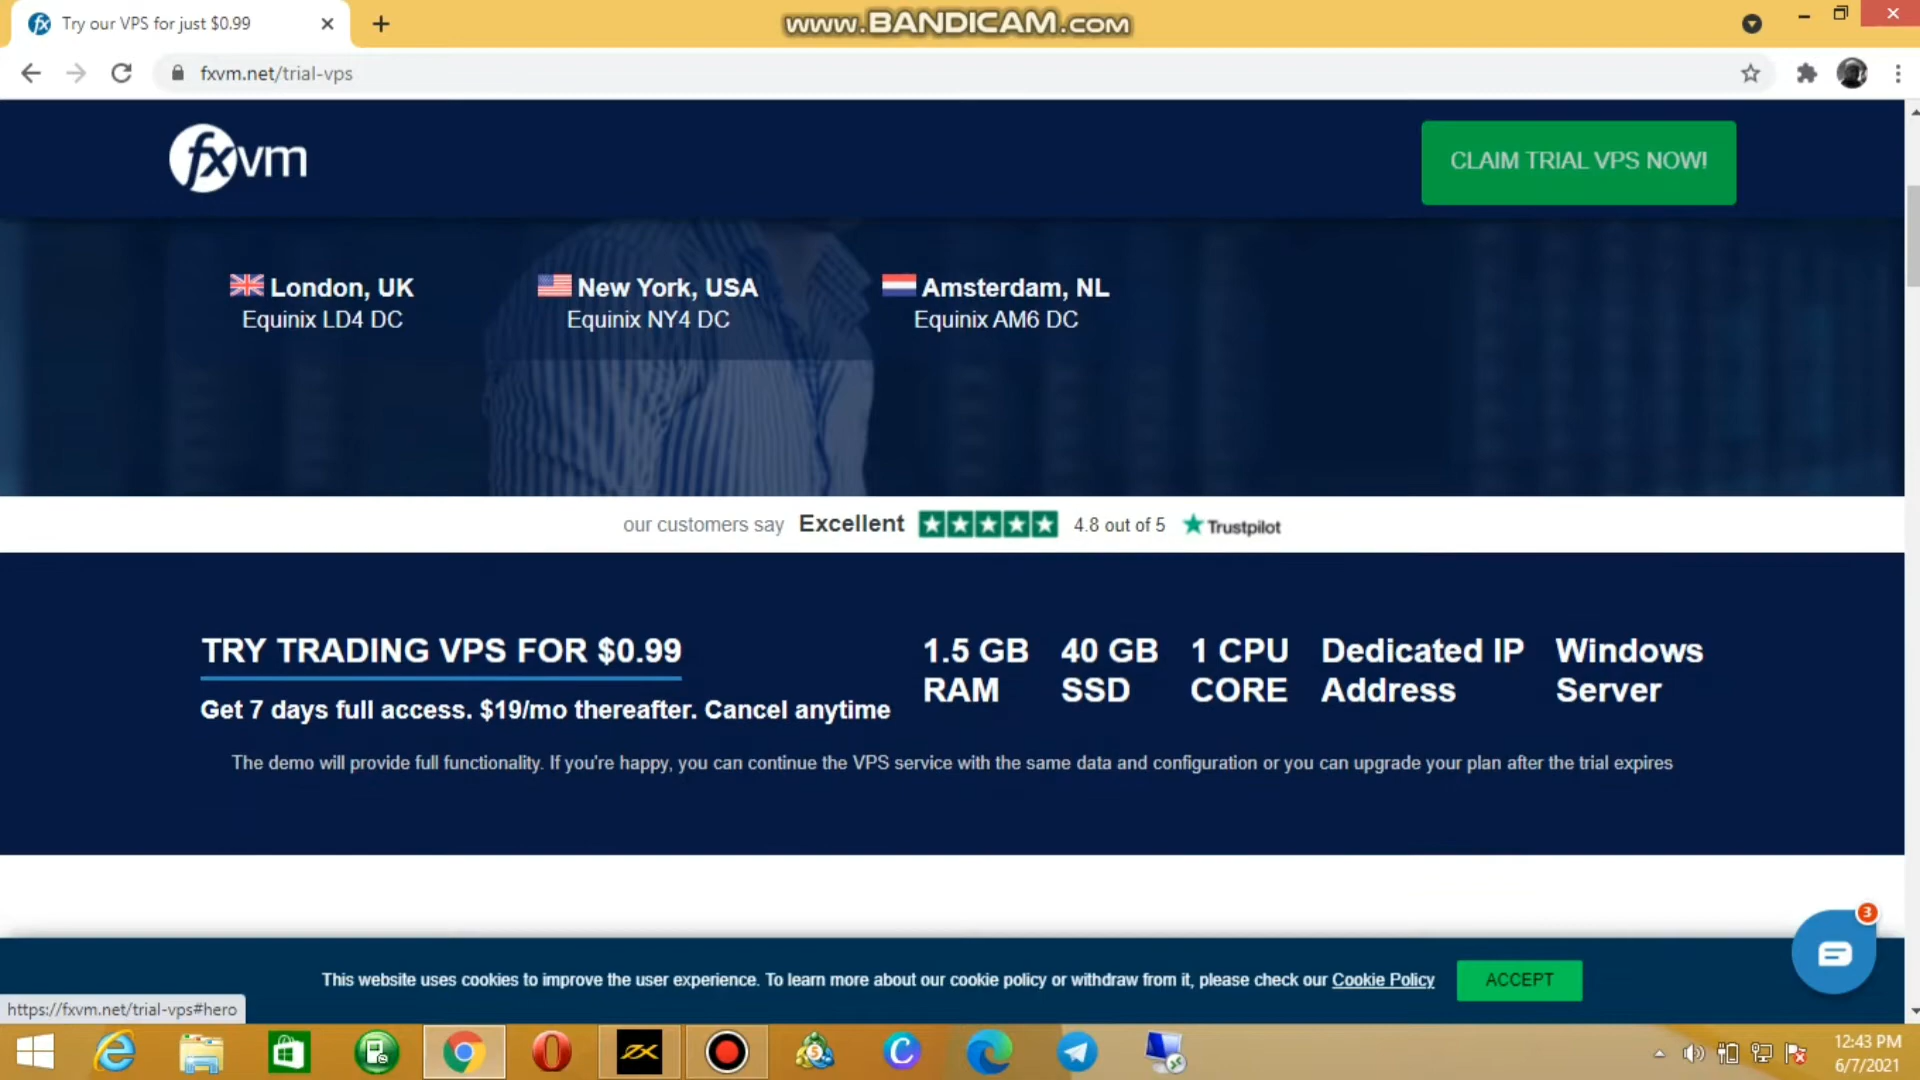 Try our VPS for just $0.99
www.BANDICAM.com
fxvm.net/trial-vps
fxvm
CLAIM TRIAL VPS NOW!
London, UK
Equinix LD4 DC
New York, USA
Equinix NY4 DC
Amsterdam, NL
Equinix AM6 DC
our customers say Excellent 4.8 out of 5 Trustpilot
TRY TRADING VPS FOR $0.99
Get 7 days full access. $19/mo thereafter. Cancel anytime
1.5 GB
RAM
40 GB
SSD
1 CPU
CORE
Dedicated IP
Address
Windows
Server
The demo will provide full functionality. If you're happy, you can continue the VPS service with the same data and configuration or you can upgrade your plan after the trial expires
3
This website uses cookies to improve the user experience. To learn more about our cookie policy or withdraw from it, please check our Cookie Policy
ACCEPT
https://fxvm.net/trial-vps#hero
12:43 PM
6/7/2021